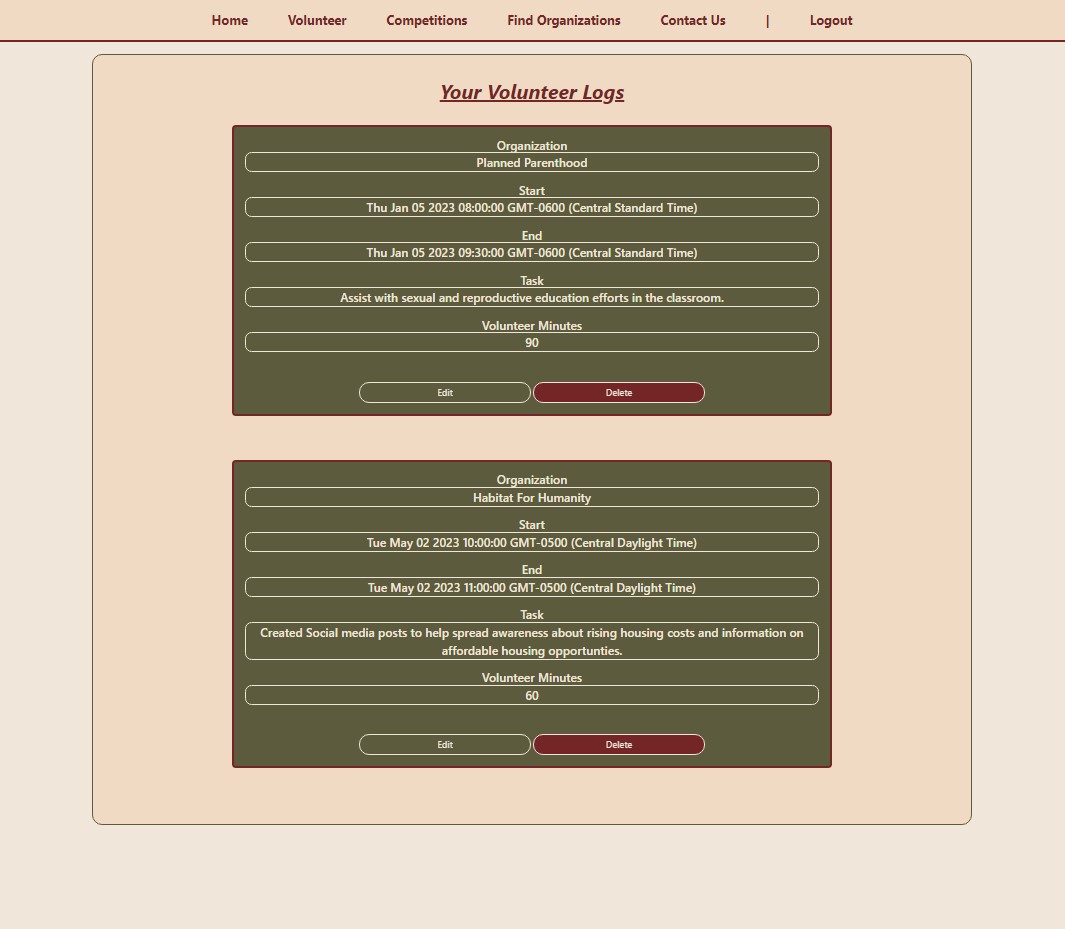 Home Volunteer Competitions Find Organizations Contact Us | Logout
Your Volunteer Logs
Organization
Planned Parenthood
Start
Thu Jan 05 2023 08:00:00 GMT-0600 (Central Standard Time)
End
Thu Jan 05 2023 09:30:00 GMT-0600 (Central Standard Time)
Task
Assist with sexual and reproductive education efforts in the classroom.
Volunteer Minutes
90
Edit Delete
Organization
Habitat For Humanity
Start
Tue May 02 2023 10:00:00 GMT-0500 (Central Daylight Time)
End
Tue May 02 2023 11:00:00 GMT-0500 (Central Daylight Time)
Task
Created Social media posts to help spread awareness about rising housing costs and information on
affordable housing opportunties.
Volunteer Minutes
60
Edit Delete